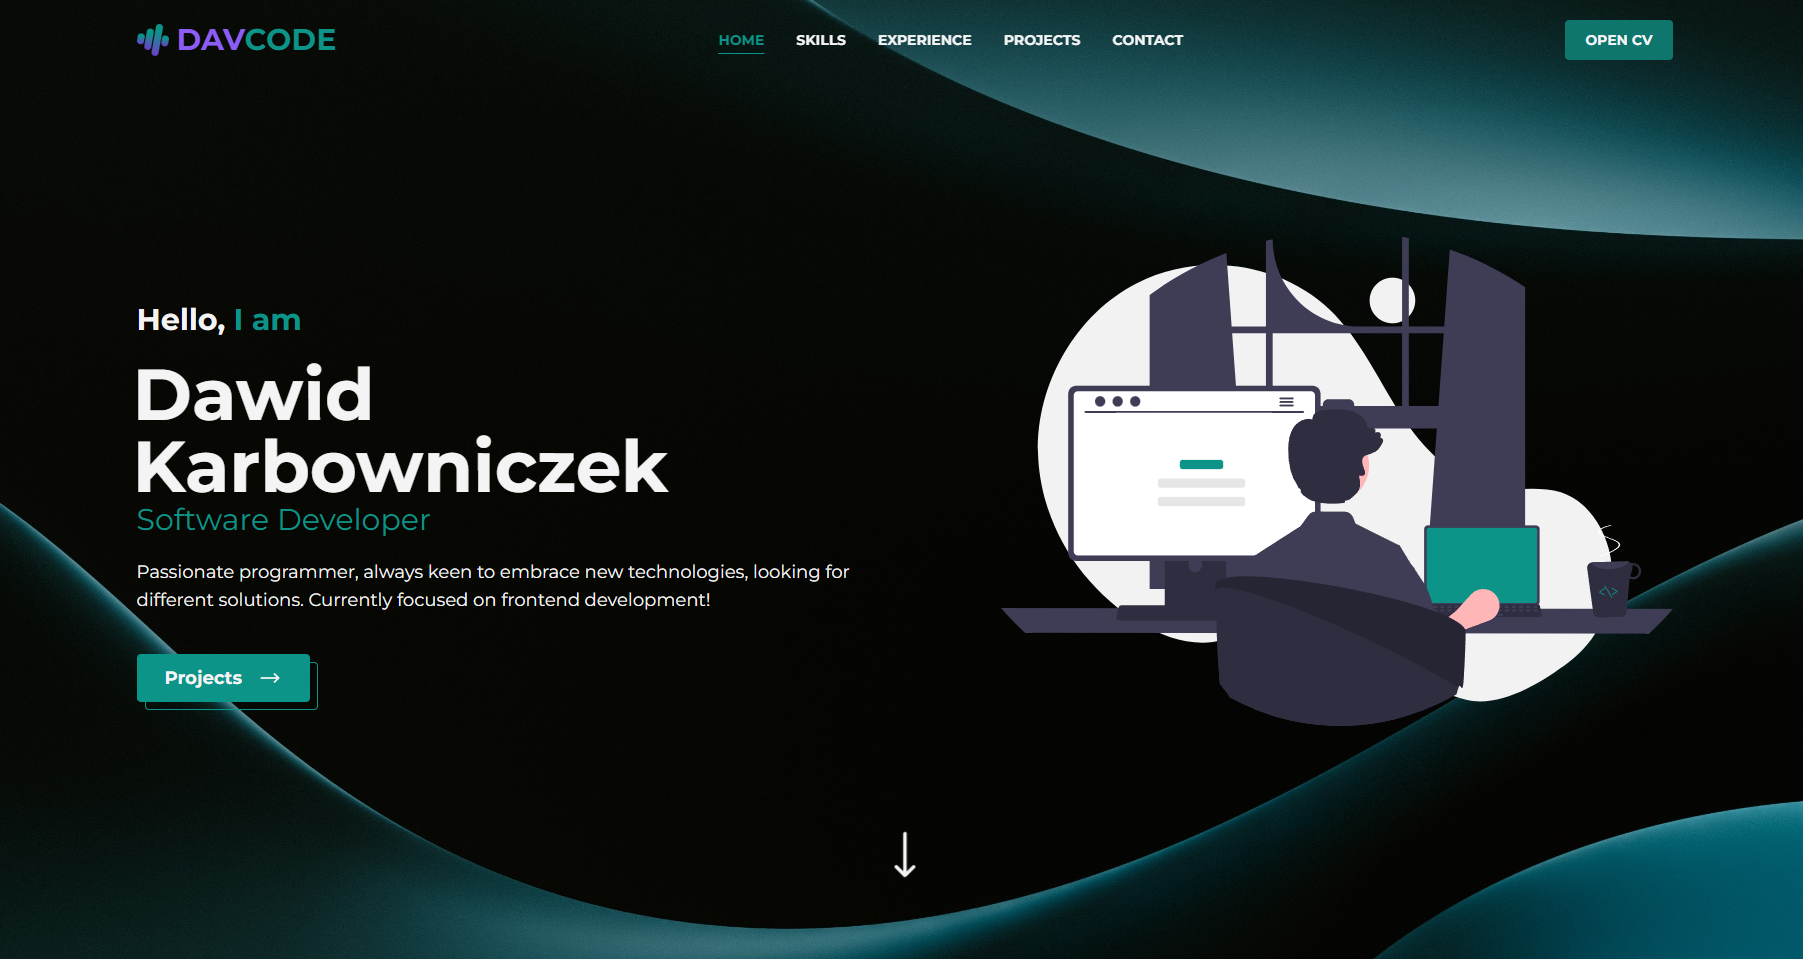 DAVCODE
HOME SKILLS EXPERIENCE PROJECTS CONTACT
OPEN CV
Hello, I am
Dawid
Karbowniczek
Software Developer
Passionate programmer, always keen to embrace new technologies, looking for
different solutions. Currently focused on frontend development!
Projects →